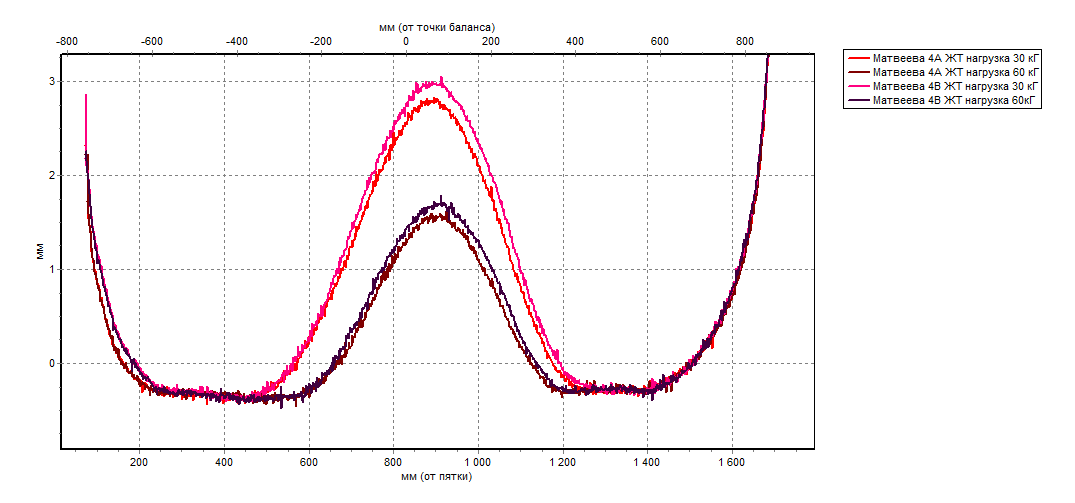 мм (от точки баланса)
-800 -600 -400 -200 0 200 400 600 800
Матвеева 4А ЖТ нагрузка 30 кГ
Матвеева 4А ЖТ нагрузка 60 кГ
Матвеева 4В ЖТ нагрузка 30 кГ
Матвеева 4В ЖТ нагрузка 60кГ
3
2
1
0
мм
200 400 600 800 1 000 1 200 1 400 1 600
мм (от пятки)